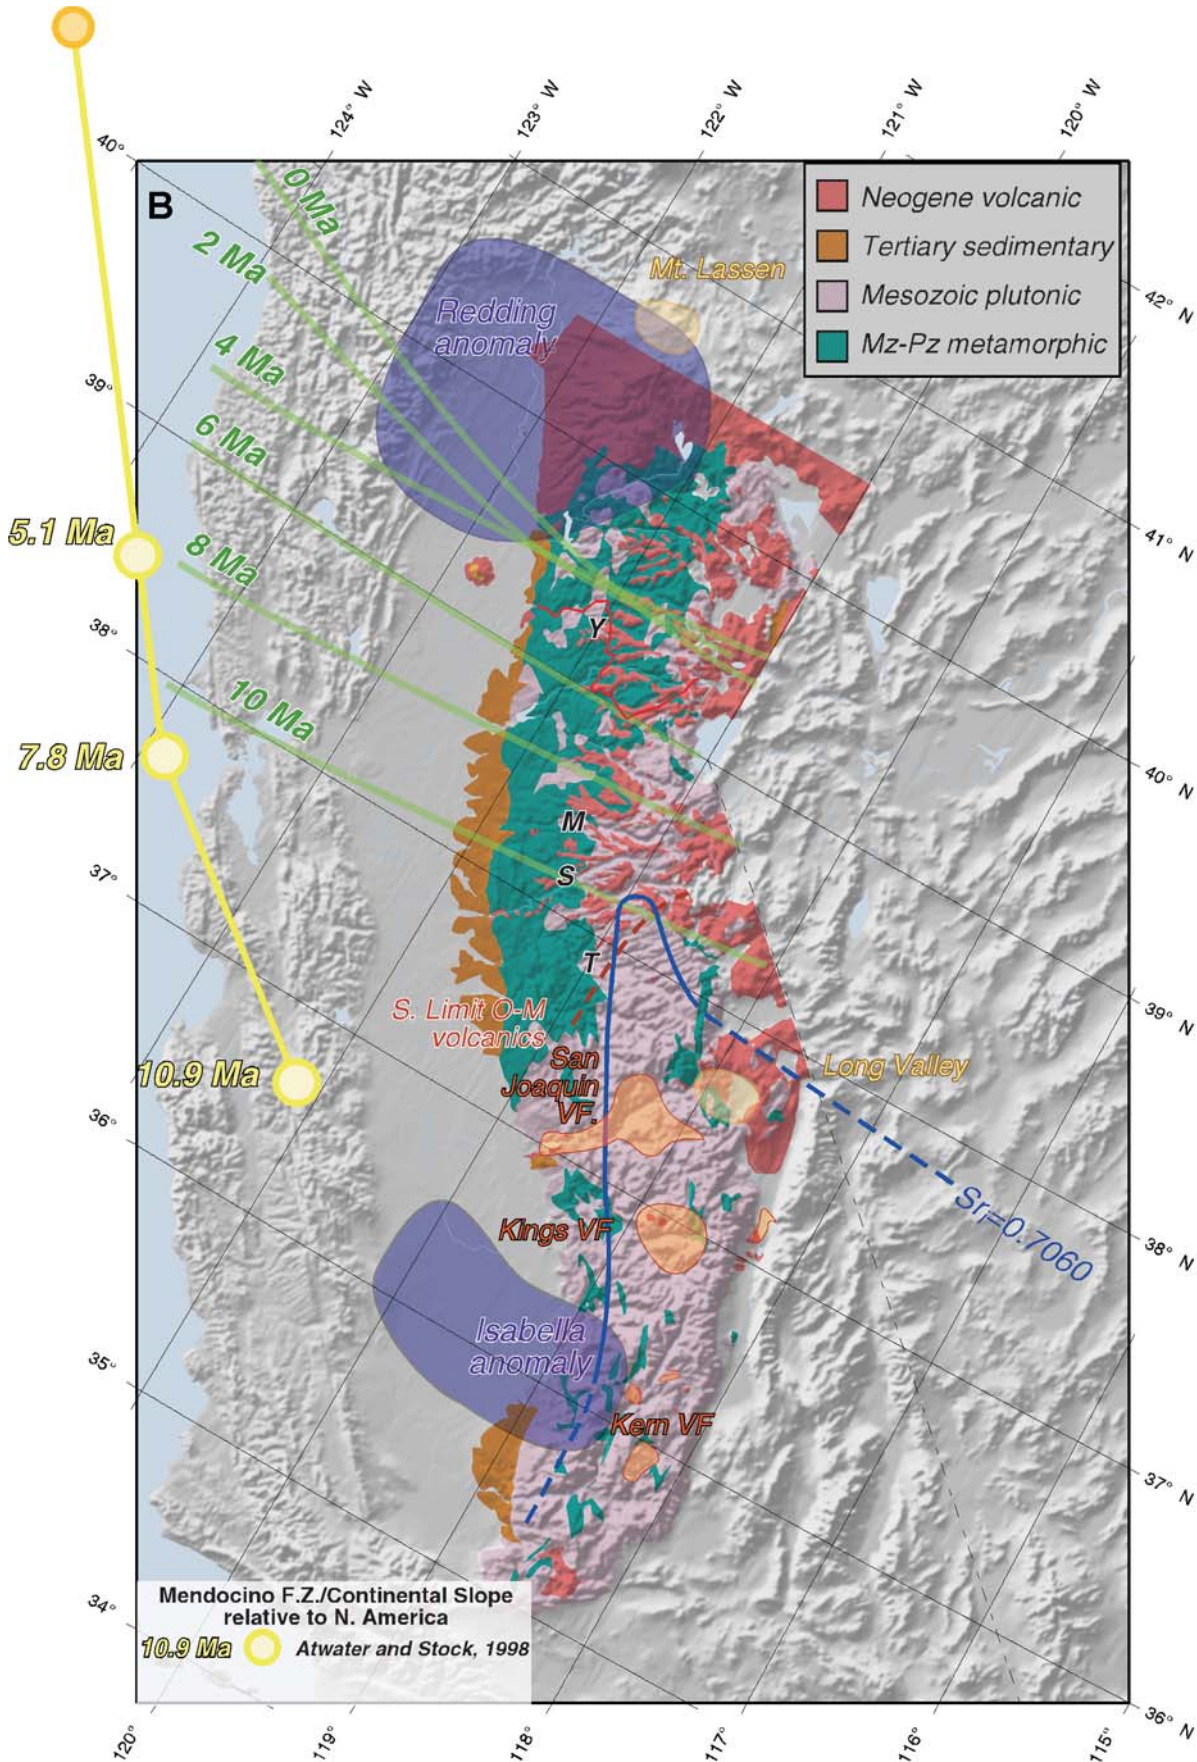 124° W
123° W
122° W
121° W
120° W
40°
B
0 Ma
2 Ma
4 Ma
6 Ma
8 Ma
10 Ma
Neogene volcanic
Tertiary sedimentary
Mesozoic plutonic
Mz-Pz metamorphic
Mt. Lassen
Redding
anomaly
42° N
39°
5.1 Ma
41° N
38°
Y
7.8 Ma
40° N
M
S
37°
T
S. Limit O-M
volcanics
39° N
10.9 Ma
San
Joaquin
VF.
Long Valley
36°
Sri=0.7060
Kings VF
38° N
Isabella
anomaly
35°
Kern VF
37° N
34°
Mendocino F.Z./Continental Slope
relative to N. America
10.9 Ma Atwater and Stock, 1998
36° N
120°
119°
118°
117°
116°
115°